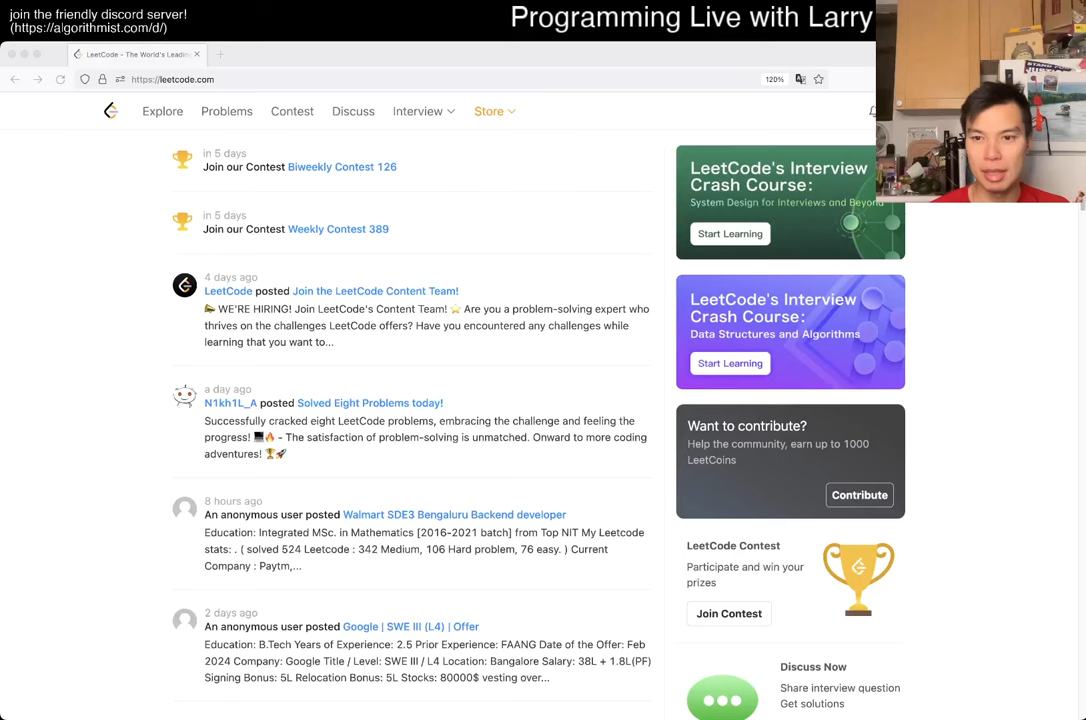 join the friendly discord server!
(https://algorithmist.com/d/)
Programming Live with Larry
LeetCode - The World's Leadin
https://leetcode.com
120%
Explore
Problems
Contest
Discuss
Interview
Store
in 5 days
Join our Contest Biweekly Contest 126
in 5 days
Join our Contest Weekly Contest 389
4 days ago
LeetCode posted Join the LeetCode Content Team!
📣 WE'RE HIRING! Join LeetCode's Content Team! ⭐ Are you a problem-solving expert who
thrives on the challenges LeetCode offers? Have you encountered any challenges while
learning that you want to...
a day ago
N1kh1L_A posted Solved Eight Problems today!
Successfully cracked eight LeetCode problems, embracing the challenge and feeling the
progress! 💻🔥 - The satisfaction of problem-solving is unmatched. Onward to more coding
adventures! 🏆🚀
8 hours ago
An anonymous user posted Walmart SDE3 Bengaluru Backend developer
Education: Integrated MSc. in Mathematics [2016-2021 batch] from Top NIT My Leetcode
stats: . ( solved 524 Leetcode : 342 Medium, 106 Hard problem, 76 easy. ) Current
Company : Paytm,...
2 days ago
An anonymous user posted Google | SWE III (L4) | Offer
Education: B.Tech Years of Experience: 2.5 Prior Experience: FAANG Date of the Offer: Feb
2024 Company: Google Title / Level: SWE III / L4 Location: Bangalore Salary: 38L + 1.8L(PF)
Signing Bonus: 5L Relocation Bonus: 5L Stocks: 80000$ vesting over...
LeetCode's Interview
Crash Course:
System Design for Interviews and Beyond
Start Learning
LeetCode's Interview
Crash Course:
Data Structures and Algorithms
Start Learning
Want to contribute?
Help the community, earn up to 1000
LeetCoins
Contribute
LeetCode Contest
Participate and win your
prizes
Join Contest
Discuss Now
Share interview question
Get solutions